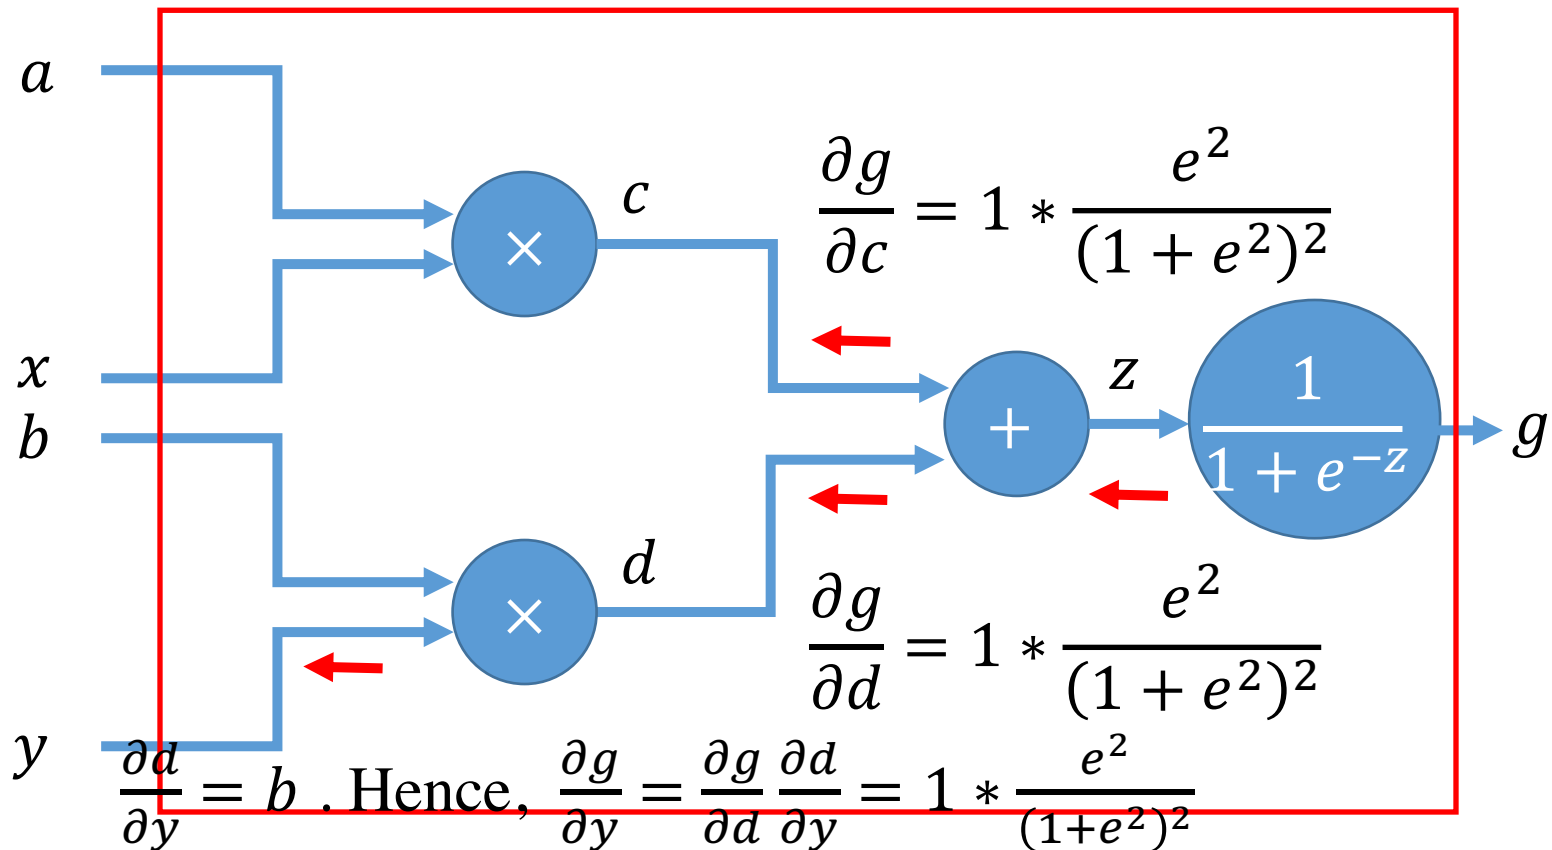 a
c
∂g/∂c = 1 * e^2/(1 + e^2)^2
×
x
z
1/(1 + e^{−z})
b
+
g
d
×
∂g/∂d = 1 * e^2/(1 + e^2)^2
y
∂d/∂y = b . Hence, ∂g/∂y = ∂g/∂d ∂d/∂y = 1 * e^2/(1+e^2)^2